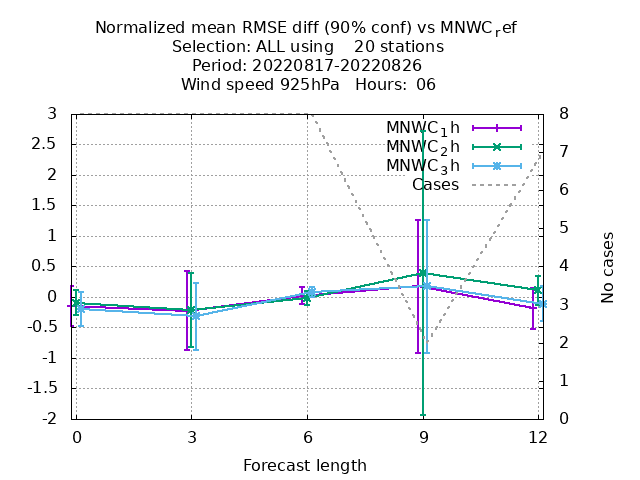 Normalized mean RMSE diff (90% conf) vs MNWC_ref
Selection: ALL using    20 stations
Period: 20220817-20220826
Wind speed 925hPa   Hours:  06
MNWC_1h
MNWC_2h
MNWC_3h
Cases
3
2.5
2
1.5
1
0.5
0
-0.5
-1
-1.5
-2
8
7
6
5
4
3
2
1
0
No cases
0 3 6 9 12
Forecast length